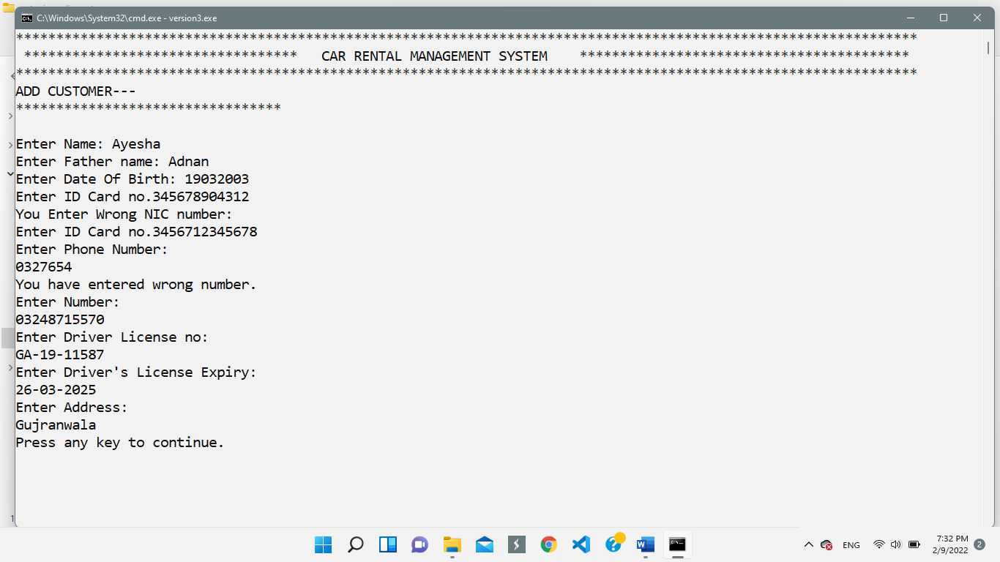 C:\Windows\System32\cmd.exe - version3.exe
****************************************************************************************************************
********************************** CAR RENTAL MANAGEMENT SYSTEM *****************************************
****************************************************************************************************************
ADD CUSTOMER---
*********************************
Enter Name: Ayesha
Enter Father name: Adnan
Enter Date Of Birth: 19032003
Enter ID Card no.345678904312
You Enter Wrong NIC number:
Enter ID Card no.3456712345678
Enter Phone Number:
0327654
You have entered wrong number.
Enter Number:
03248715570
Enter Driver License no:
GA-19-11587
Enter Driver's License Expiry:
26-03-2025
Enter Address:
Gujranwala
Press any key to continue.
ENG
7:32 PM
2/9/2022
2